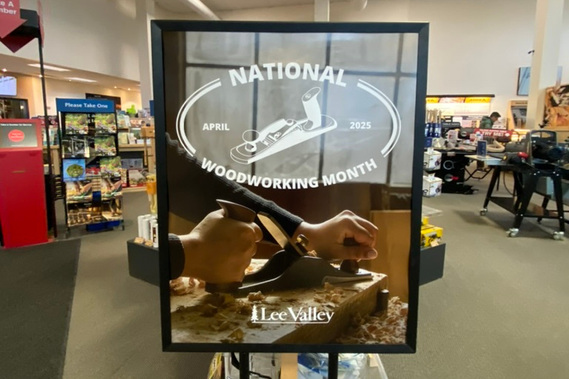 Please Take One
NATIONAL
APRIL 2025
WOODWORKING MONTH
Lee Valley